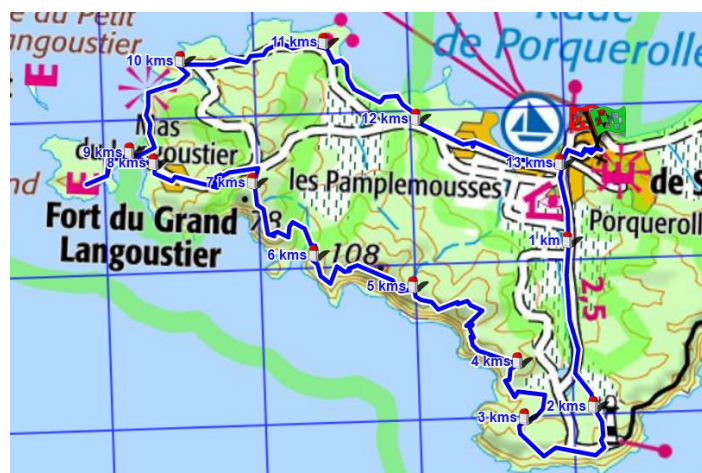 du Petit
angoustier
Rade
de Porquerolle
11 kms
10 kms
12 kms
Mas
du Langoustier
9 kms
8 kms
13 kms
7 kms
les Pamplemousses
E
E
E
de S
Fort du Grand
Langoustier
78
Porqueroll
1 km
6 kms
108
5 kms
2,5
4 kms
3 kms
2 kms